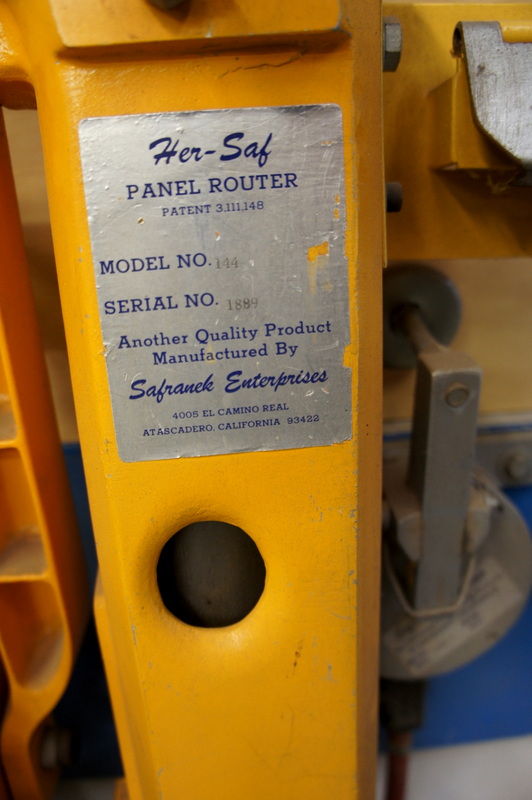 Her-Saf
PANEL ROUTER
PATENT 3.111.148
MODEL NO. 144
SERIAL NO. 1889
Another Quality Product
Manufactured By
Safranek Enterprises
4005 EL CAMINO REAL
ATASCADERO, CALIFORNIA 93422